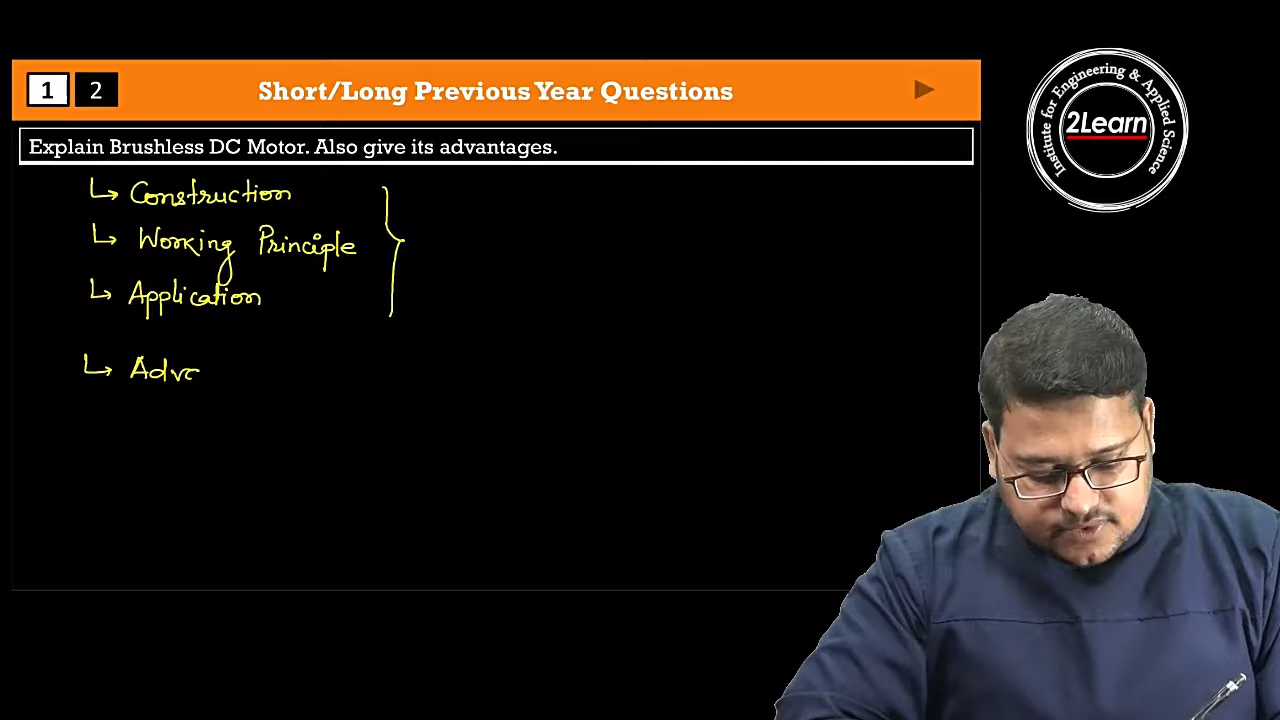 1 2 Short/Long Previous Year Questions
Explain Brushless DC Motor. Also give its advantages.
Construction
Working Principle
Application
Adva
Institute for Engineering & Applied Science
2Learn